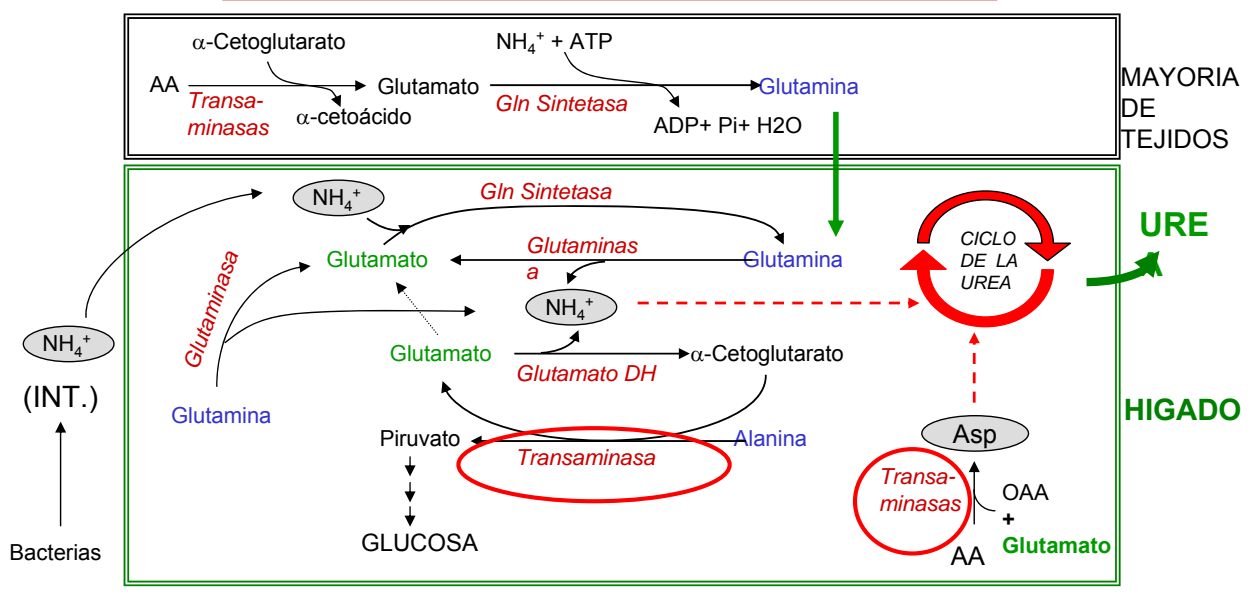 α-Cetoglutarato
NH₄⁺ + ATP
AA
Transa-
minasas
α-cetoácido
Glutamato
Gln Sintetasa
ADP+ Pi+ H2O
Glutamina
MAYORIA
DE
TEJIDOS
NH₄⁺
Gln Sintetasa
Glutamato
Glutaminas
a
Glutamina
CICLO
DE LA
UREA
URE
A
Glutaminasa
NH₄⁺
NH₄⁺
(INT.)
Bacterias
Glutamina
Glutamato
Glutamato DH
α-Cetoglutarato
Piruvato
Transaminasa
Alanina
GLUCOSA
HIGADO
Asp
Transa-
minasas
OAA
+
Glutamato
AA